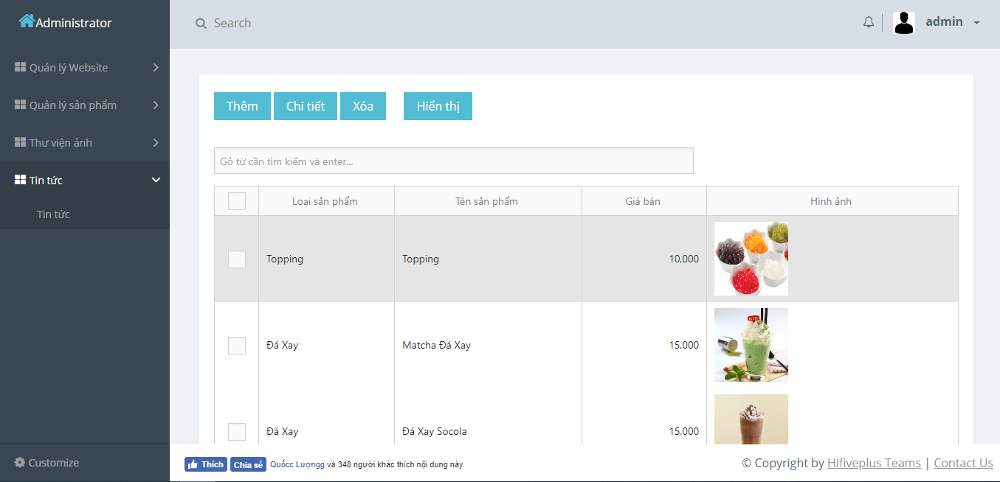 Administrator
Search
admin
Quản lý Website
Quản lý sản phẩm
Thư viện ảnh
Tin tức
Tin tức
Customize
Thêm
Chi tiết
Xóa
Hiển thị
Gỏ từ cần tìm kiếm và enter...
Loại sản phẩm Tên sản phẩm Giá bán Hình ảnh
Topping Topping 10,000
Đá Xay Matcha Đá Xay 15,000
Đá Xay Đá Xay Socola 15,000
Thích Chia sẻ Quốcc Lượngg và 348 người khác thích nội dung này.
© Copyright by Hifiveplus Teams | Contact Us